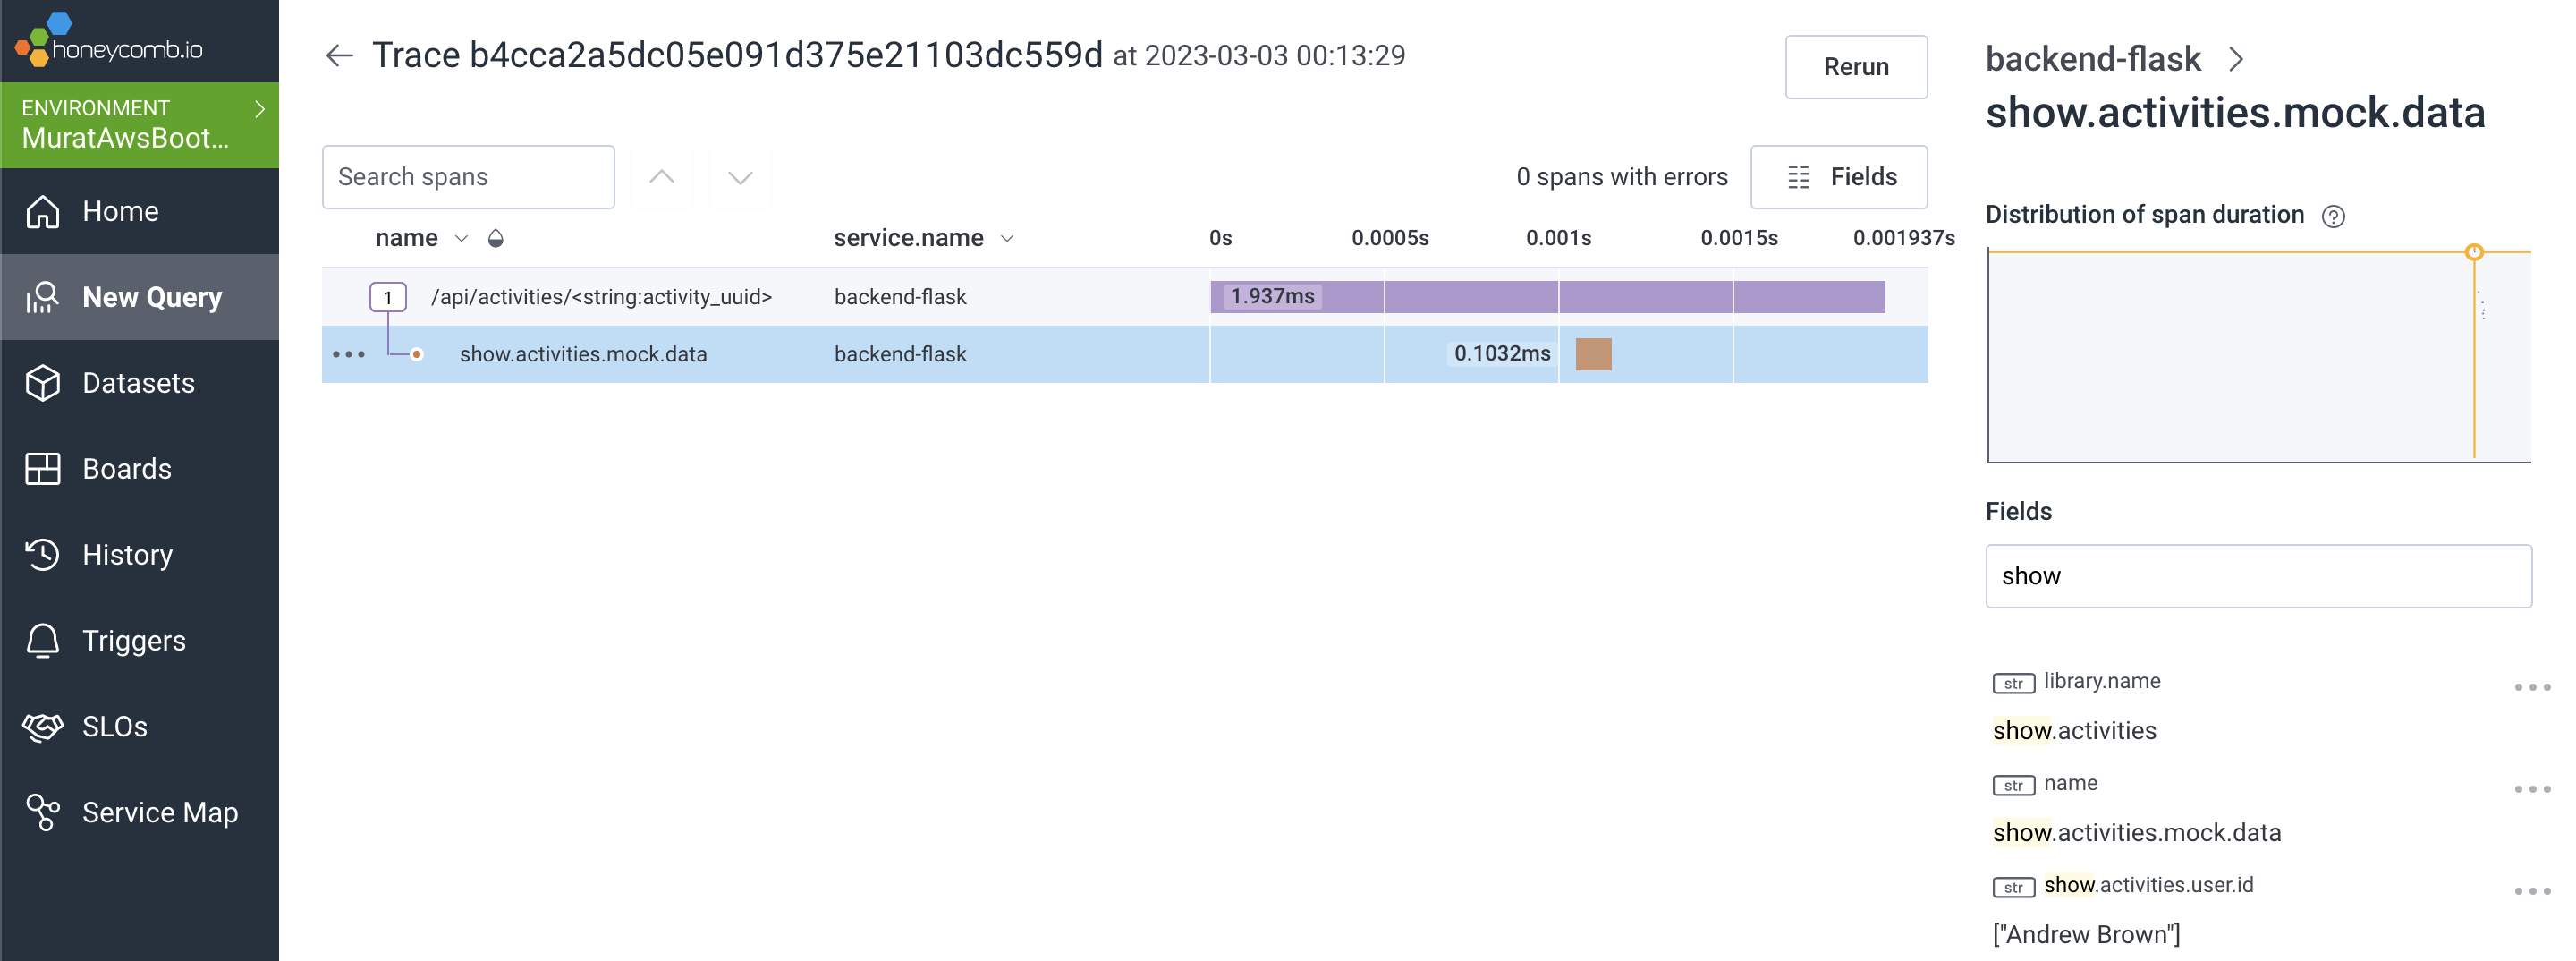 honeycomb.io
ENVIRONMENT
MuratAwsBoot...
Home
New Query
Datasets
Boards
History
Triggers
SLOs
Service Map
Trace b4cca2a5dc05e091d375e21103dc559d at 2023-03-03 00:13:29
Rerun
Search spans
0 spans with errors
Fields
name
service.name
0s
0.0005s
0.001s
0.0015s
0.001937s
1
/api/activities/<string:activity_uuid>
backend-flask
1.937ms
show.activities.mock.data
backend-flask
0.1032ms
backend-flask
show.activities.mock.data
Distribution of span duration
Fields
show
str library.name
show.activities
str name
show.activities.mock.data
str show.activities.user.id
["Andrew Brown"]